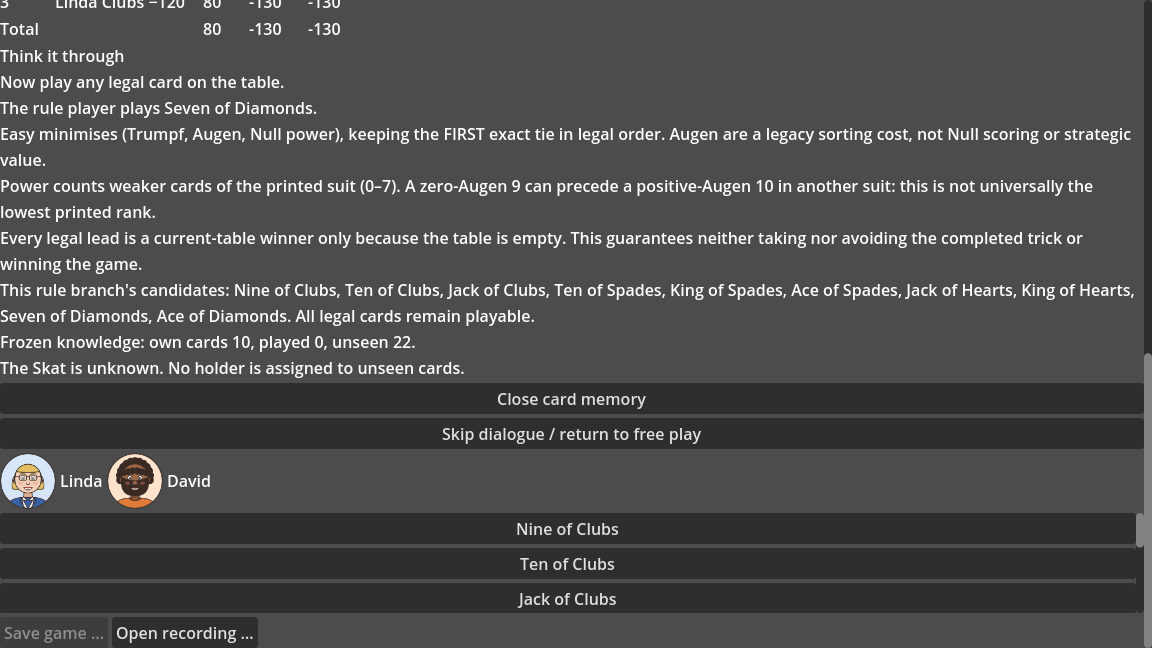 3 Linda Clubs −120 80 -130 -130
Total 80 -130 -130
Think it through
Now play any legal card on the table.
The rule player plays Seven of Diamonds.
Easy minimises (Trumpf, Augen, Null power), keeping the FIRST exact tie in legal order. Augen are a legacy sorting cost, not Null scoring or strategic
value.
Power counts weaker cards of the printed suit (0–7). A zero-Augen 9 can precede a positive-Augen 10 in another suit: this is not universally the
lowest printed rank.
Every legal lead is a current-table winner only because the table is empty. This guarantees neither taking nor avoiding the completed trick or
winning the game.
This rule branch's candidates: Nine of Clubs, Ten of Clubs, Jack of Clubs, Ten of Spades, King of Spades, Ace of Spades, Jack of Hearts, King of Hearts,
Seven of Diamonds, Ace of Diamonds. All legal cards remain playable.
Frozen knowledge: own cards 10, played 0, unseen 22.
The Skat is unknown. No holder is assigned to unseen cards.
Close card memory
Skip dialogue / return to free play
Linda David
Nine of Clubs
Ten of Clubs
Jack of Clubs
Save game ... Open recording ...